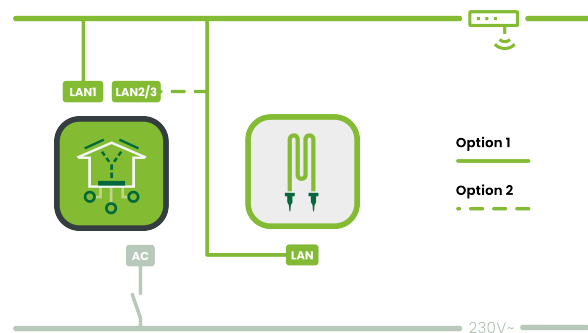 LAN1 LAN2/3
Option 1
Option 2
AC
LAN
230V~